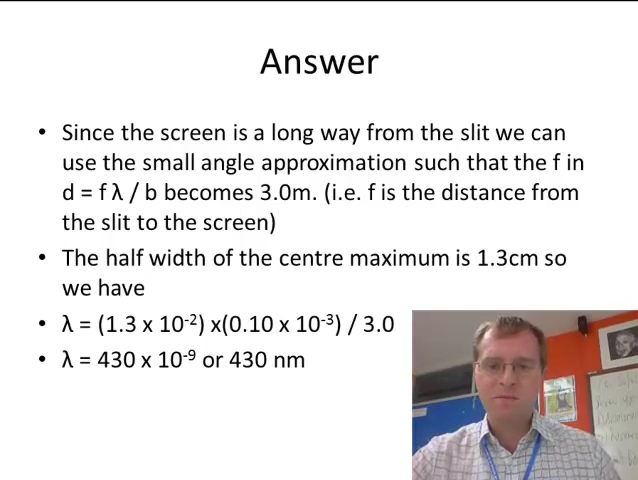 Answer
• Since the screen is a long way from the slit we can
use the small angle approximation such that the f in
d = f λ / b becomes 3.0m. (i.e. f is the distance from
the slit to the screen)
• The half width of the centre maximum is 1.3cm so
we have
• λ = (1.3 x 10⁻²) x(0.10 x 10⁻³) / 3.0
• λ = 430 x 10⁻⁹ or 430 nm